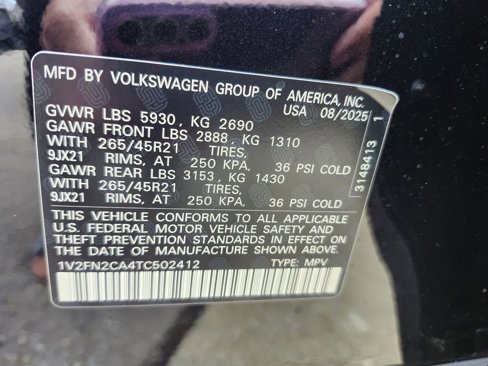 MFD BY VOLKSWAGEN GROUP OF AMERICA, INC.
USA 08/2025
GVWR LBS 5930, KG 2690
GAWR FRONT LBS 2888, KG 1310
WITH 265/45R21 TIRES,
9JX21 RIMS, AT 250 KPA, 36 PSI COLD
GAWR REAR LBS 3153, KG 1430
WITH 265/45R21 TIRES,
9JX21 RIMS, AT 250 KPA, 36 PSI COLD
THIS VEHICLE CONFORMS TO ALL APPLICABLE
U.S. FEDERAL MOTOR VEHICLE SAFETY AND
THEFT PREVENTION STANDARDS IN EFFECT ON
THE DATE OF MANUFACTURE SHOWN ABOVE
1V2FN2CA4TC502412 TYPE: MPV
3148413 1